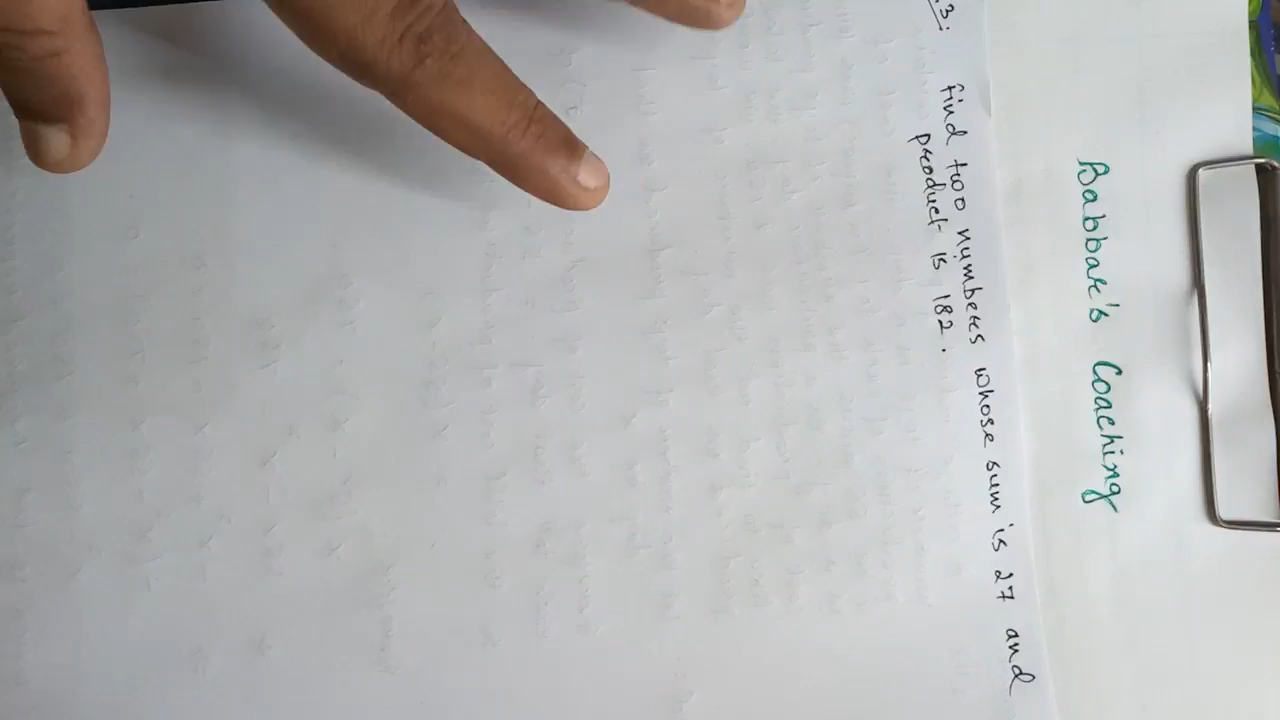 Babbar's Coaching
.3: find two numbers whose sum is 27 and
product is 182.